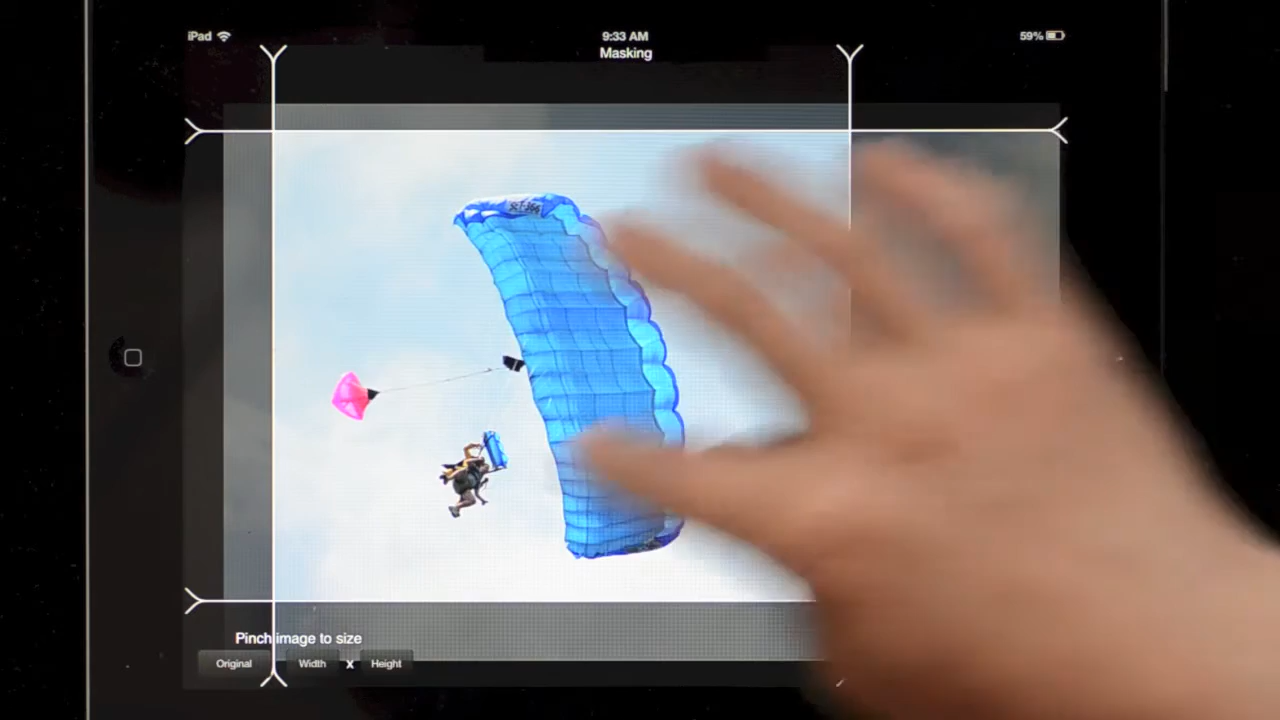 iPad 9:33 AM 59%
Masking
Pinch image to size
Original Width x Height